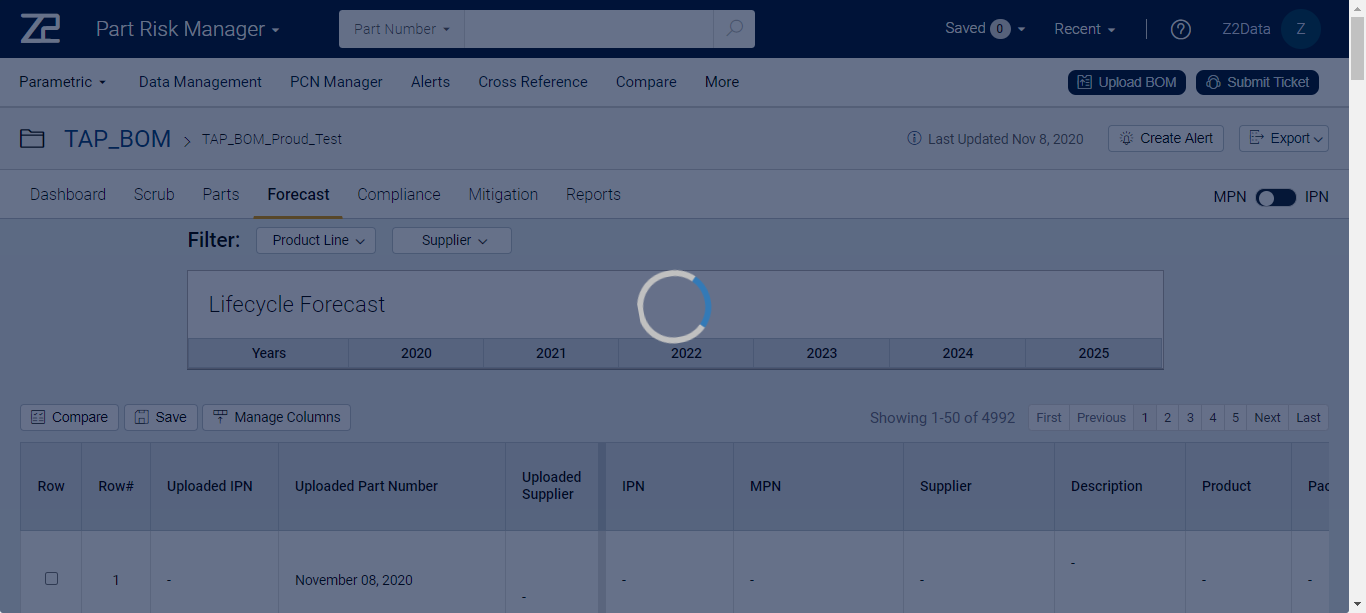 Z2 Part Risk Manager Part Number Saved 0 Recent ? Z2Data Z
Parametric Data Management PCN Manager Alerts Cross Reference Compare More Upload BOM Submit Ticket
TAP_BOM > TAP_BOM_Proud_Test Last Updated Nov 8, 2020 Create Alert Export
Dashboard Scrub Parts Forecast Compliance Mitigation Reports MPN IPN
Filter: Product Line Supplier
Lifecycle Forecast
Years 2020 2021 2022 2023 2024 2025
Compare Save Manage Columns Showing 1-50 of 4992 First Previous 1 2 3 4 5 Next Last
Row Row# Uploaded IPN Uploaded Part Number Uploaded Supplier IPN MPN Supplier Description Product Pac
1 - November 08, 2020 - - - - - - -